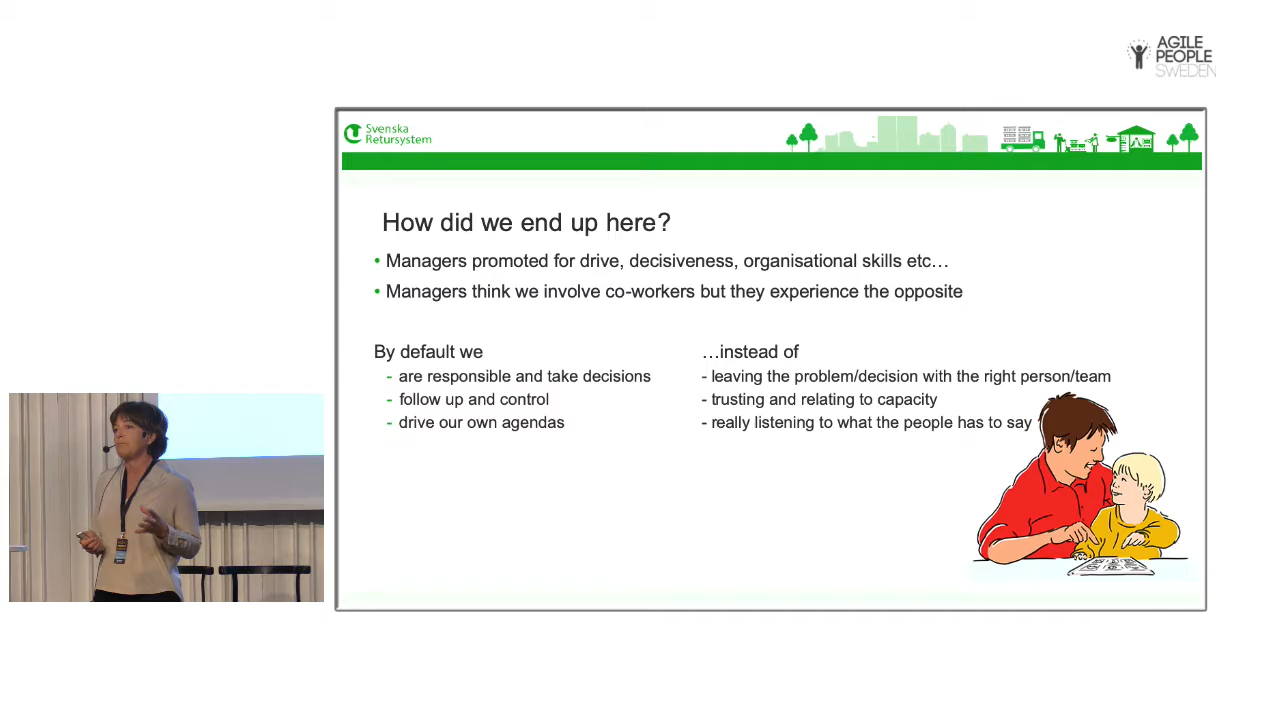 AGILE
PEOPLE
SWEDEN
Svenska
Retursystem
How did we end up here?
• Managers promoted for drive, decisiveness, organisational skills etc…
• Managers think we involve co-workers but they experience the opposite
By default we
- are responsible and take decisions
- follow up and control
- drive our own agendas
…instead of
- leaving the problem/decision with the right person/team
- trusting and relating to capacity
- really listening to what the people has to say